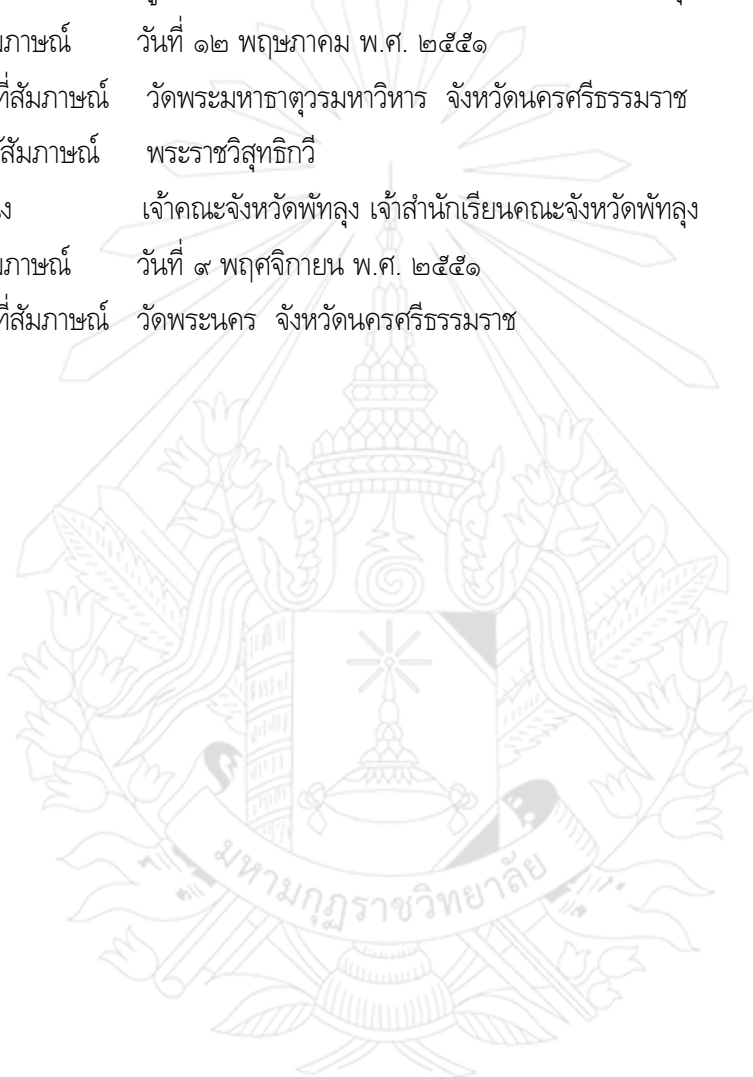 มภาษณ์ วันที่ ๑๒ พฤษภาคม พ.ศ. ๒๕๕๑
ที่สัมภาษณ์ วัดพระมหาธาตุวรมหาวิหาร จังหวัดนครศรีธรรมราช
สัมภาษณ์ พระราชวิสุทธิกวี
ง เจ้าคณะจังหวัดพัทลุง เจ้าสำนักเรียนคณะจังหวัดพัทลุง
มภาษณ์ วันที่ ๙ พฤศจิกายน พ.ศ. ๒๕๕๑
ที่สัมภาษณ์ วัดพระนคร จังหวัดนครศรีธรรมราช
มหามกุฏราชวิทยาลัย